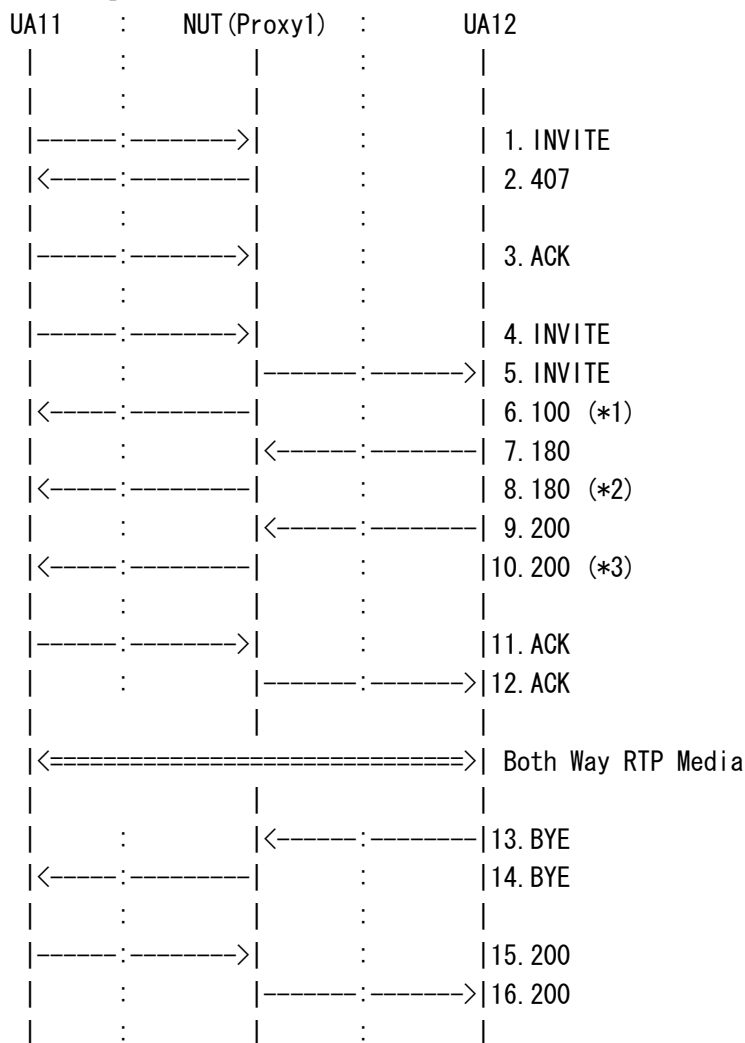 UA11 : NUT(Proxy1) : UA12
| : | : |
| : | : |
|------:-------->| : | 1. INVITE
|<-----:---------| : | 2. 407
| : | : |
|------:-------->| : | 3. ACK
| : | : |
|------:-------->| : | 4. INVITE
| : |------:------->| 5. INVITE
|<-----:---------| : | 6. 100 (*1)
| : |<------:-------| 7. 180
|<-----:---------| : | 8. 180 (*2)
| : |<------:-------| 9. 200
|<-----:---------| : |10. 200 (*3)
| : | : |
|------:-------->| : |11. ACK
| : |------:------->|12. ACK
| | |
|<==============================>| Both Way RTP Media
| | |
| : |<------:-------|13. BYE
|<-----:---------| : |14. BYE
| : | : |
|------:-------->| : |15. 200
| : |------:------->|16. 200
| : | : |